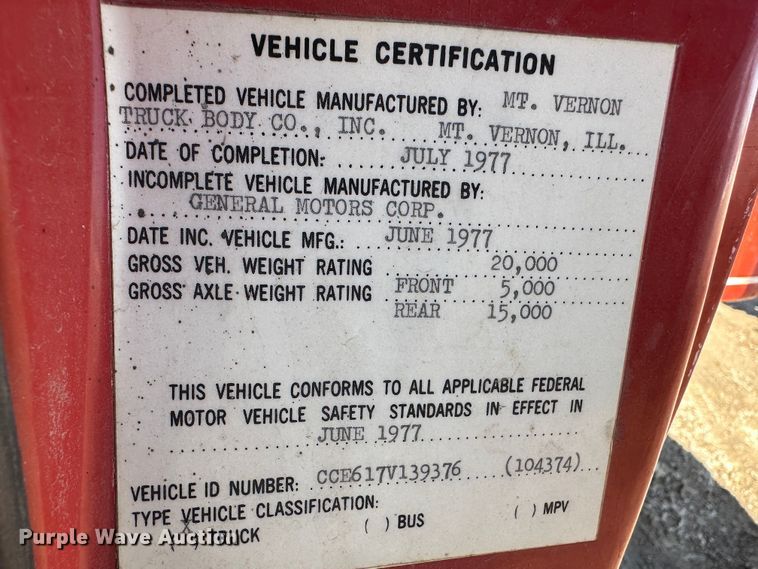 VEHICLE CERTIFICATION
COMPLETED VEHICLE MANUFACTURED BY: MT. VERNON
TRUCK BODY CO., INC. MT. VERNON, ILL.
DATE OF COMPLETION: JULY 1977
INCOMPLETE VEHICLE MANUFACTURED BY:
GENERAL MOTORS CORP.
DATE INC. VEHICLE MFG.: JUNE 1977
GROSS VEH. WEIGHT RATING 20,000
GROSS AXLE WEIGHT RATING FRONT 5,000
REAR 15,000
THIS VEHICLE CONFORMS TO ALL APPLICABLE FEDERAL
MOTOR VEHICLE SAFETY STANDARDS IN EFFECT IN
JUNE 1977
VEHICLE ID NUMBER: CCE617V139376 (104374)
TYPE VEHICLE CLASSIFICATION:
(X) TRUCK ( ) BUS ( ) MPV
Purple Wave Auction